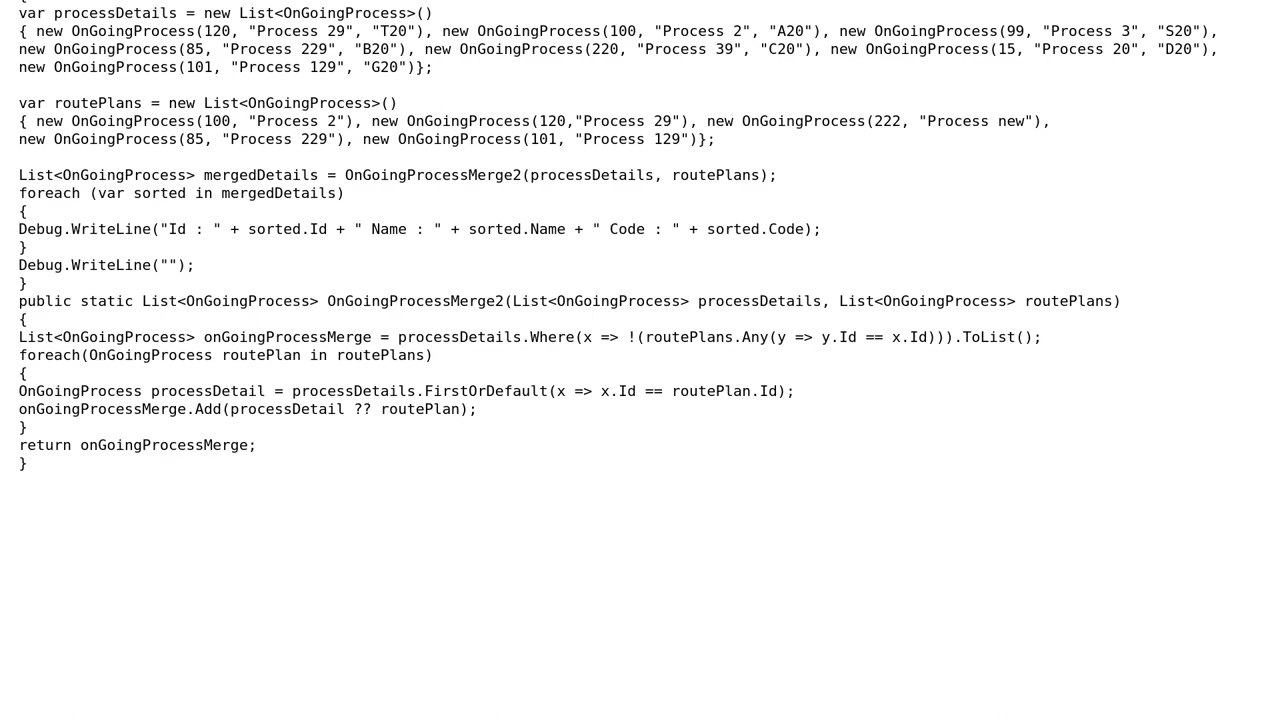 {
var processDetails = new List<OnGoingProcess>()
{ new OnGoingProcess(120, "Process 29", "T20"), new OnGoingProcess(100, "Process 2", "A20"), new OnGoingProcess(99, "Process 3", "S20"),
new OnGoingProcess(85, "Process 229", "B20"), new OnGoingProcess(220, "Process 39", "C20"), new OnGoingProcess(15, "Process 20", "D20"),
new OnGoingProcess(101, "Process 129", "G20")};

var routePlans = new List<OnGoingProcess>()
{ new OnGoingProcess(100, "Process 2"), new OnGoingProcess(120,"Process 29"), new OnGoingProcess(222, "Process new"),
new OnGoingProcess(85, "Process 229"), new OnGoingProcess(101, "Process 129")};

List<OnGoingProcess> mergedDetails = OnGoingProcessMerge2(processDetails, routePlans);
foreach (var sorted in mergedDetails)
{
Debug.WriteLine("Id : " + sorted.Id + " Name : " + sorted.Name + " Code : " + sorted.Code);
}
Debug.WriteLine("");
}
public static List<OnGoingProcess> OnGoingProcessMerge2(List<OnGoingProcess> processDetails, List<OnGoingProcess> routePlans)
{
List<OnGoingProcess> onGoingProcessMerge = processDetails.Where(x => !(routePlans.Any(y => y.Id == x.Id))).ToList();
foreach(OnGoingProcess routePlan in routePlans)
{
OnGoingProcess processDetail = processDetails.FirstOrDefault(x => x.Id == routePlan.Id);
onGoingProcessMerge.Add(processDetail ?? routePlan);
}
return onGoingProcessMerge;
}